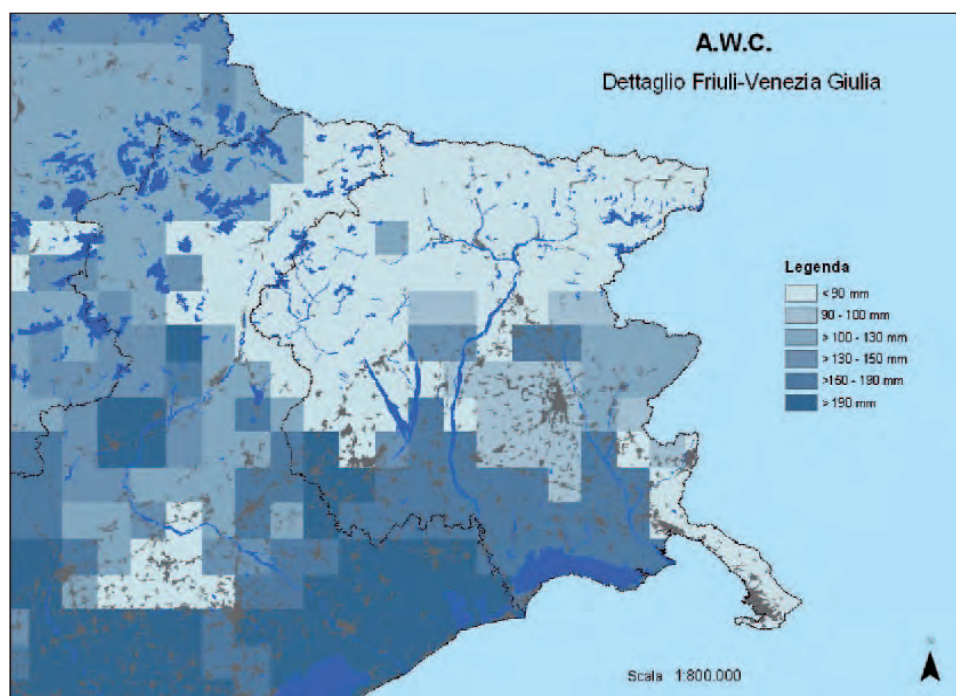 A.W.C.
Dettaglio Friuli-Venezia Giulia
Legenda
< 90 mm
90 - 100 mm
> 100 - 130 mm
>130 - 150 mm
>150 - 190 mm
> 190 mm
Scala 1:800.000